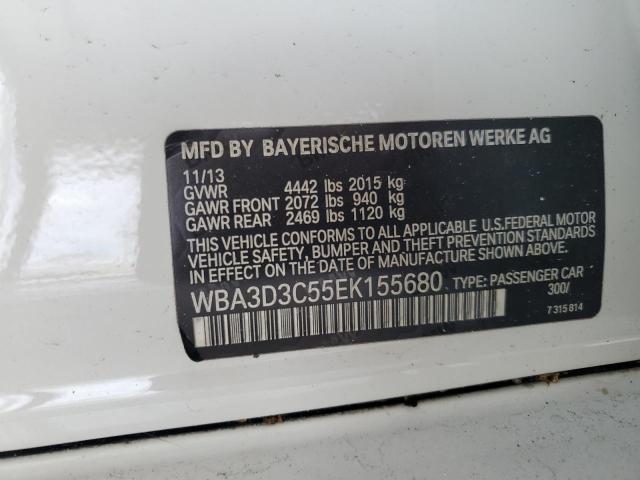 MFD BY BAYERISCHE MOTOREN WERKE AG
11/13
GVWR 4442 lbs 2015 kg
GAWR FRONT 2072 lbs 940 kg
GAWR REAR 2469 lbs 1120 kg
THIS VEHICLE CONFORMS TO ALL APPLICABLE U.S.FEDERAL MOTOR
VEHICLE SAFETY, BUMPER AND THEFT PREVENTION STANDARDS
IN EFFECT ON THE DATE OF MANUFACTURE SHOWN ABOVE.
WBA3D3C55EK155680 TYPE: PASSENGER CAR
300/
7 315 814